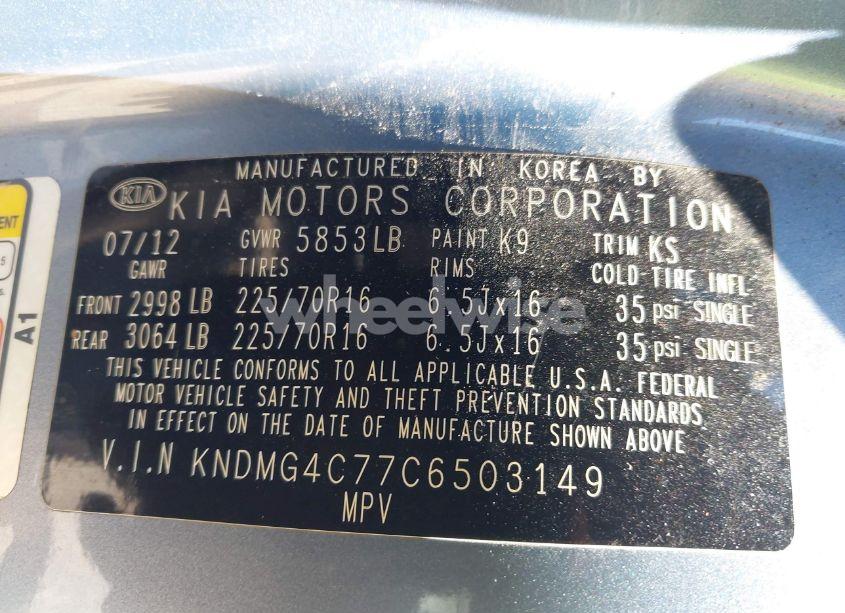 MANUFACTURED IN KOREA BY
KIA KIA MOTORS CORPORATION
07/12 GVWR 5853LB PAINT K9 TRIM KS
GAWR TIRES RIMS COLD TIRE INFL
FRONT 2998 LB 225/70R16 6.5Jx16 35 psi SINGLE
REAR 3064 LB 225/70R16 6.5Jx16 35 psi SINGLE
wheelwise
THIS VEHICLE CONFORMS TO ALL APPLICABLE U.S.A. FEDERAL
MOTOR VEHICLE SAFETY AND THEFT PREVENTION STANDARDS
IN EFFECT ON THE DATE OF MANUFACTURE SHOWN ABOVE
V.I.N KNDMG4C77C6503149
MPV
A1